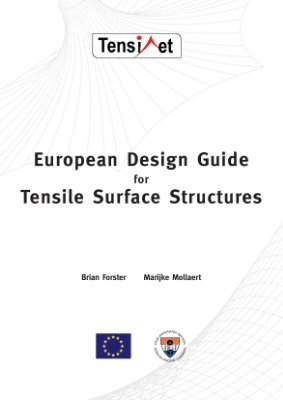 TensiNet
European Design Guide
for
Tensile Surface Structures
Brian Forster Marijke Mollaert